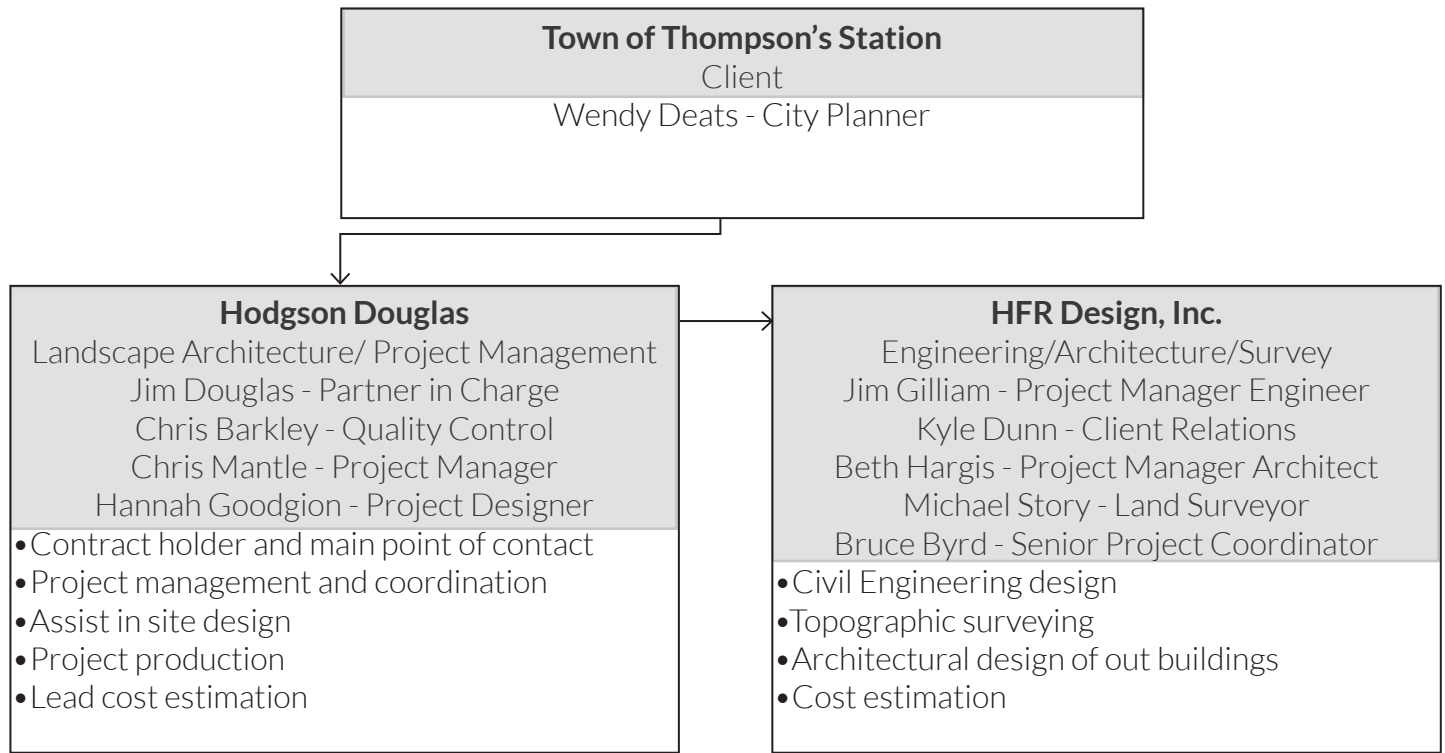 Town of Thompson’s Station
Client
Wendy Deats - City Planner
Hodgson Douglas
Landscape Architecture/ Project Management
Jim Douglas - Partner in Charge
Chris Barkley - Quality Control
Chris Mantle - Project Manager
Hannah Goodgion - Project Designer
•Contract holder and main point of contact
•Project management and coordination
•Assist in site design
•Project production
•Lead cost estimation
HFR Design, Inc.
Engineering/Architecture/Survey
Jim Gilliam - Project Manager Engineer
Kyle Dunn - Client Relations
Beth Hargis - Project Manager Architect
Michael Story - Land Surveyor
Bruce Byrd - Senior Project Coordinator
•Civil Engineering design
•Topographic surveying
•Architectural design of out buildings
•Cost estimation